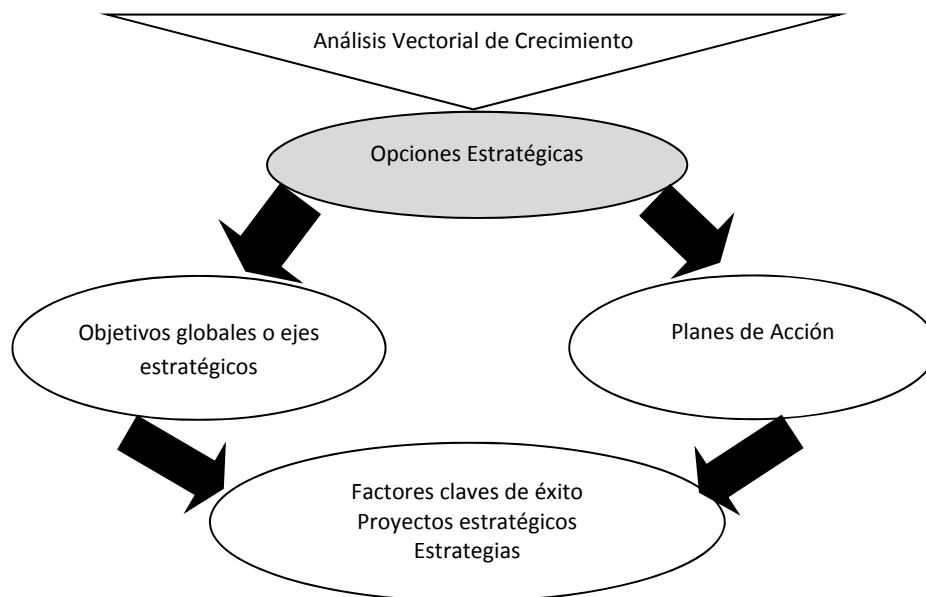 Análisis Vectorial de Crecimiento
Opciones Estratégicas
Objetivos globales o ejes
estratégicos
Planes de Acción
Factores claves de éxito
Proyectos estratégicos
Estrategias